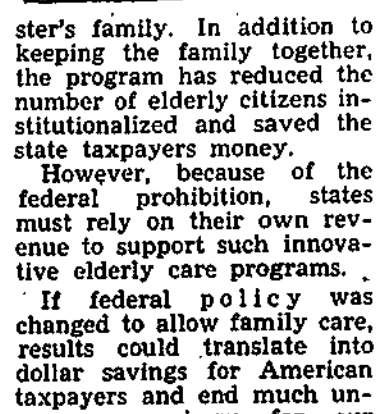 ster's family. In addition to
keeping the family together,
the program has reduced the
number of elderly citizens in-
stitutionalized and saved the
state taxpayers money.
However, because of the
federal prohibition, states
must rely on their own rev-
enue to support such innova-
tive elderly care programs.
If federal policy was
changed to allow family care,
results could translate into
dollar savings for American
taxpayers and end much un-